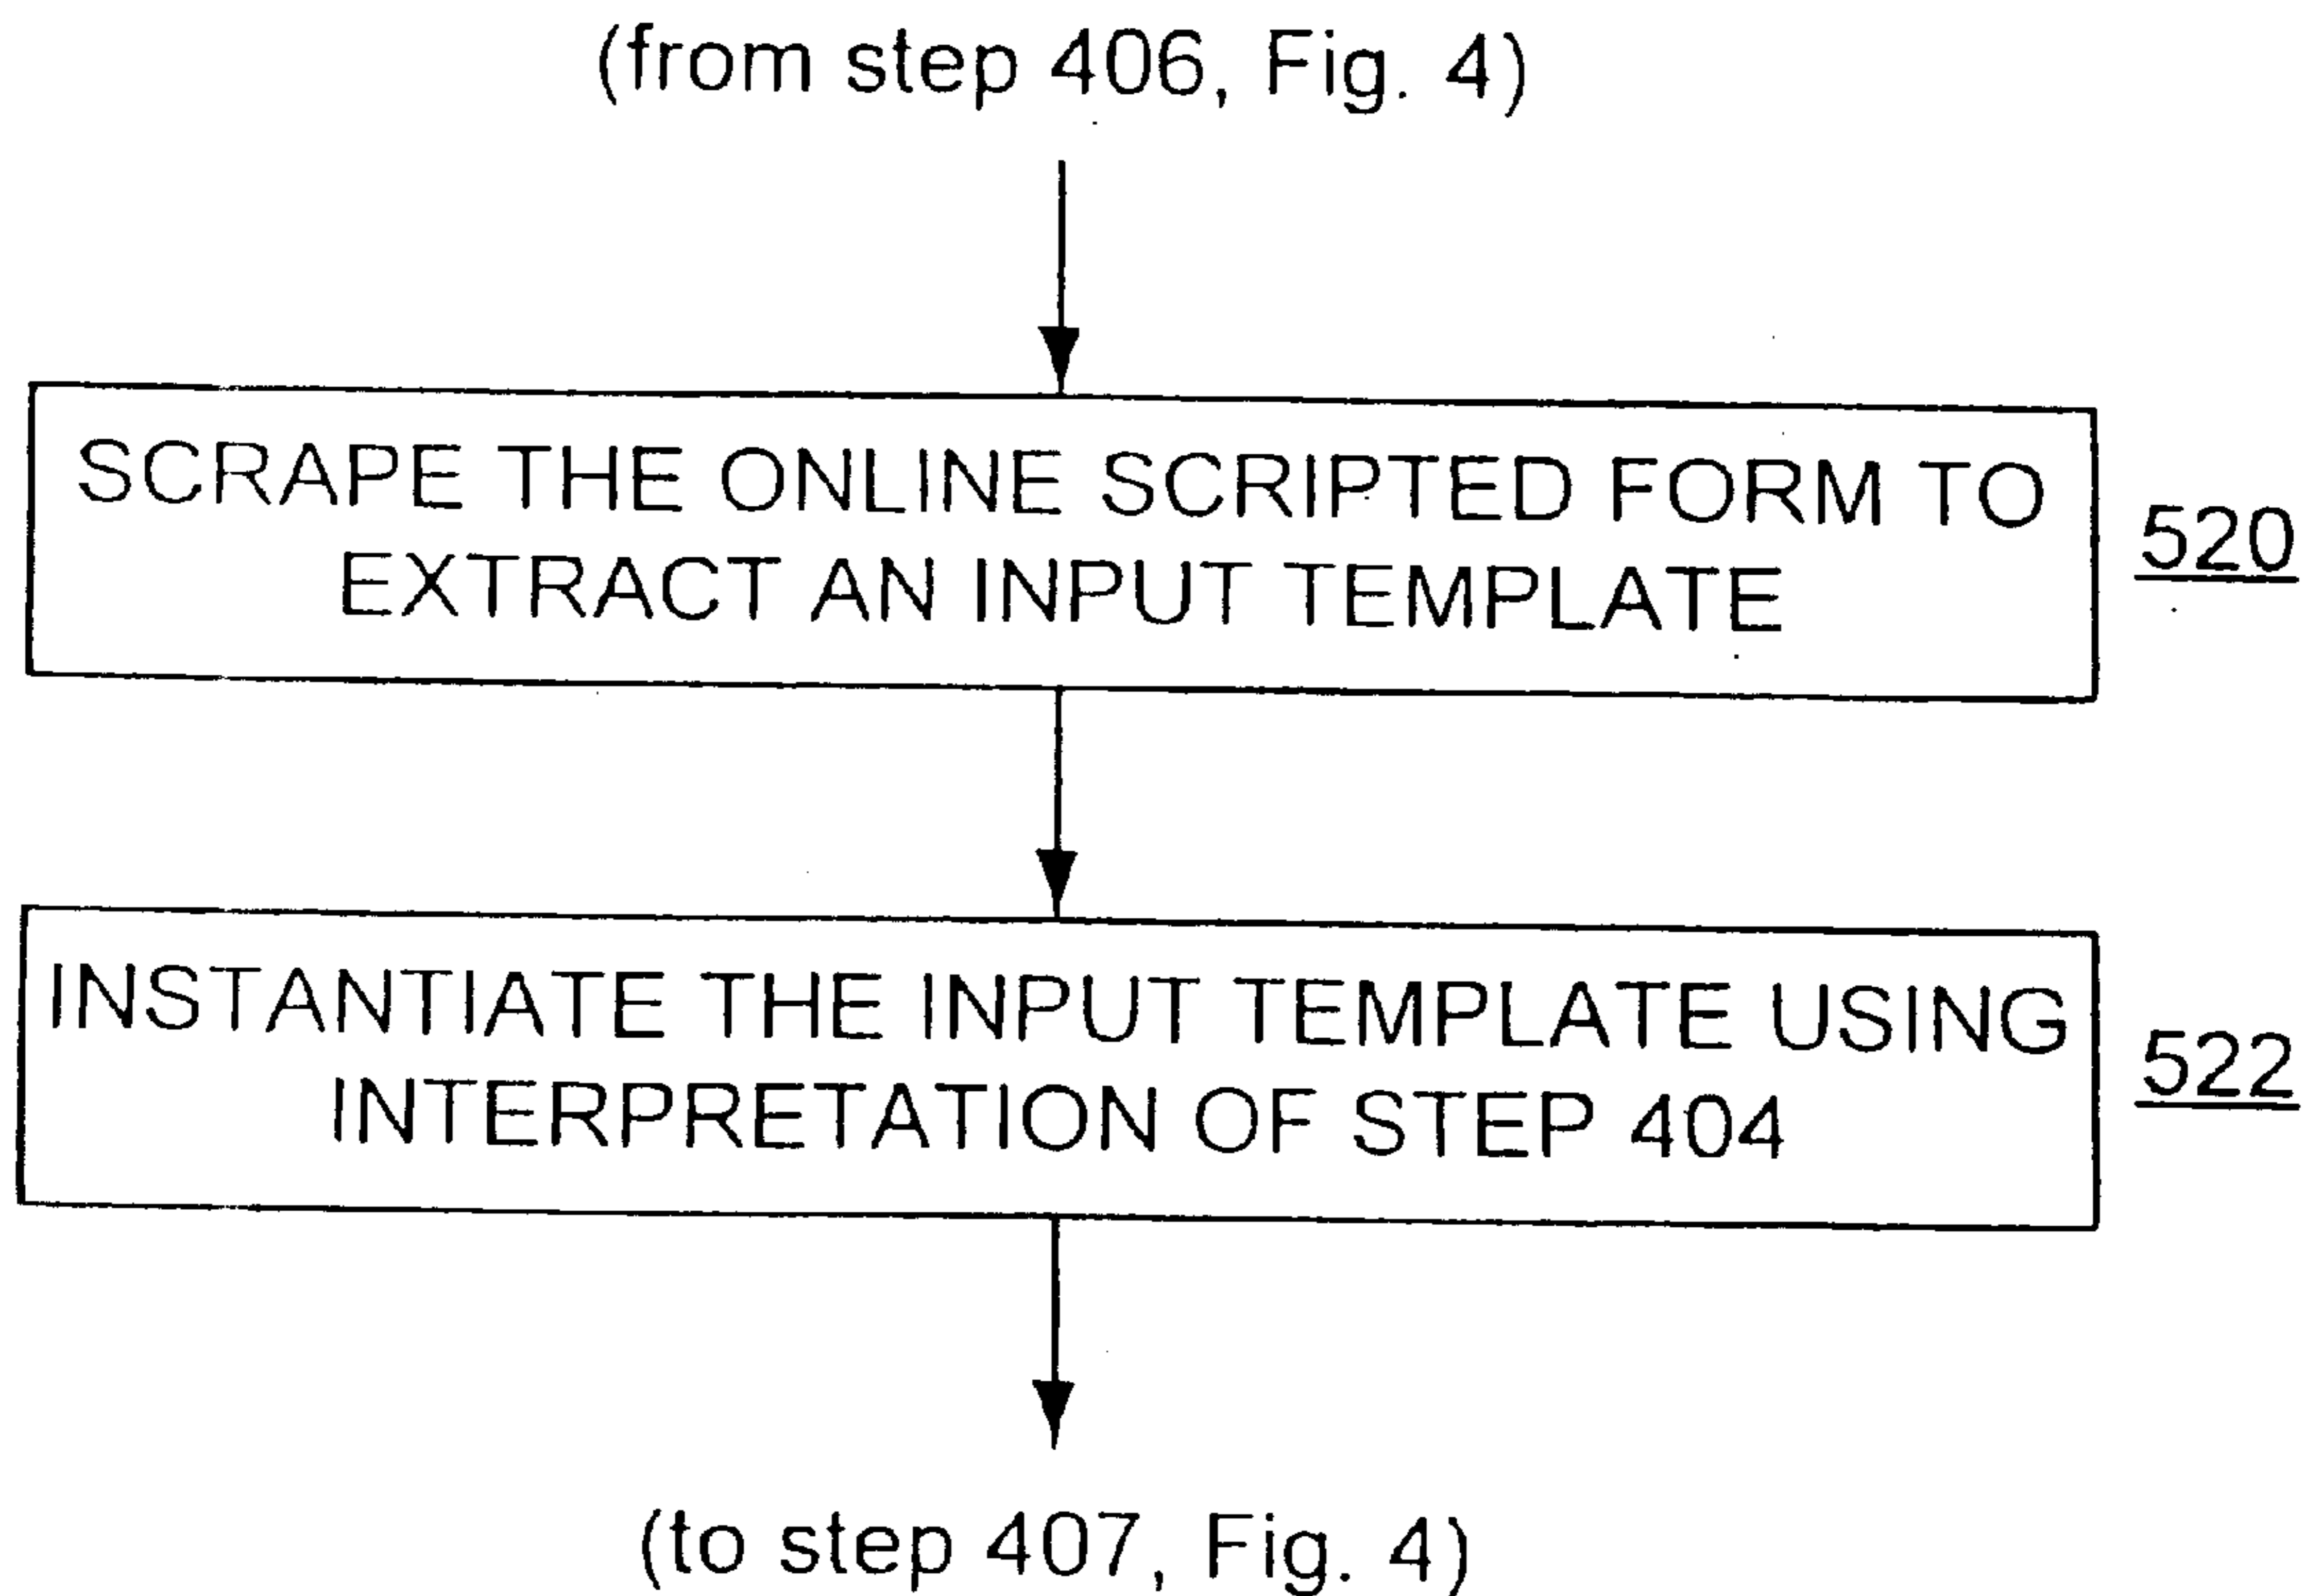 (from step 406, Fig. 4)
SCRAPE THE ONLINE SCRIPTED FORM TO
EXTRACT AN INPUT TEMPLATE
520
INSTANTIATE THE INPUT TEMPLATE USING
INTERPRETATION OF STEP 404
522
(to step 407, Fig. 4)